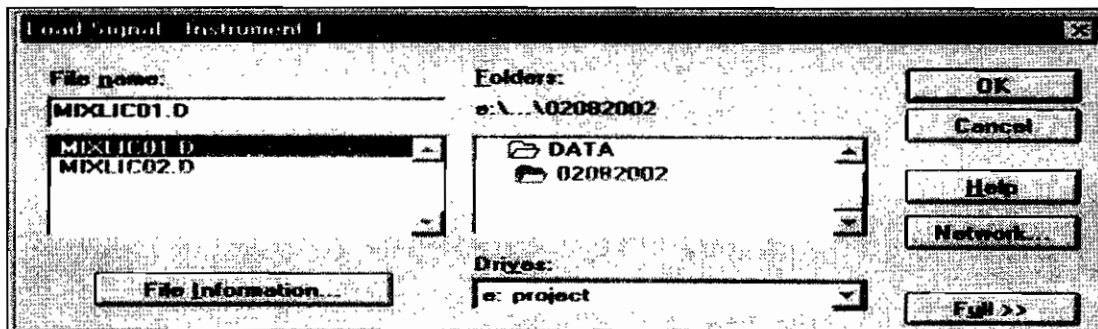 Load Signal: Instrument 1
File name:
MIXLIC01.D
MIXLIC01.D
MIXLIC02.D
File Information...
Folders:
e:\...\02082002
DATA
02082002
Drives:
e: project
OK
Cancel
Help
Network...
Full >>